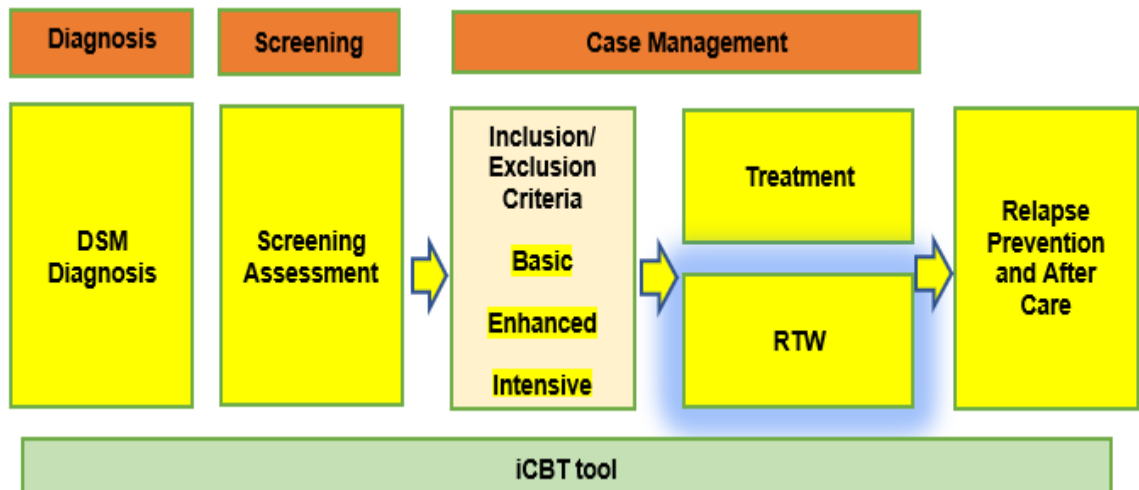 Diagnosis
Screening
Case Management
DSM
Diagnosis
Screening
Assessment
Inclusion/
Exclusion
Criteria
Basic
Enhanced
Intensive
Treatment
RTW
Relapse
Prevention
and After
Care
iCBT tool